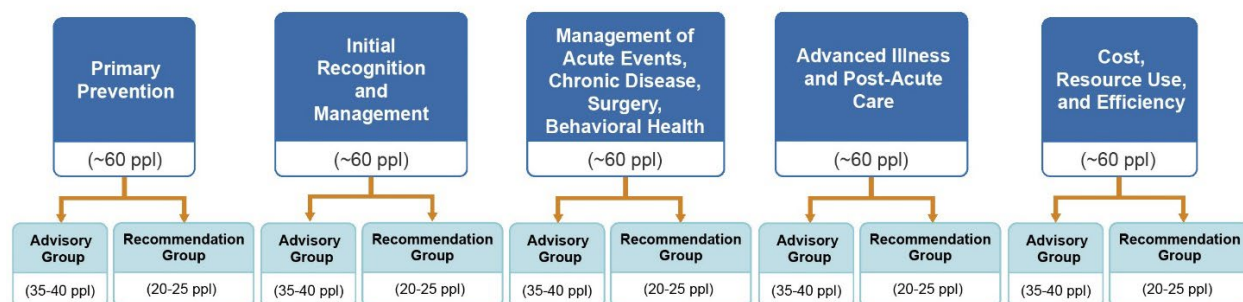 Primary
Prevention
(~60 ppl)
Initial
Recognition
and
Management
(~60 ppl)
Management of
Acute Events,
Chronic Disease,
Surgery,
Behavioral Health
(~60 ppl)
Advanced Illness
and Post-Acute
Care
(~60 ppl)
Cost,
Resource Use,
and Efficiency
(~60 ppl)
Advisory
Group
(35-40 ppl)
Recommendation
Group
(20-25 ppl)
Advisory
Group
(35-40 ppl)
Recommendation
Group
(20-25 ppl)
Advisory
Group
(35-40 ppl)
Recommendation
Group
(20-25 ppl)
Advisory
Group
(35-40 ppl)
Recommendation
Group
(20-25 ppl)
Advisory
Group
(35-40 ppl)
Recommendation
Group
(20-25 ppl)